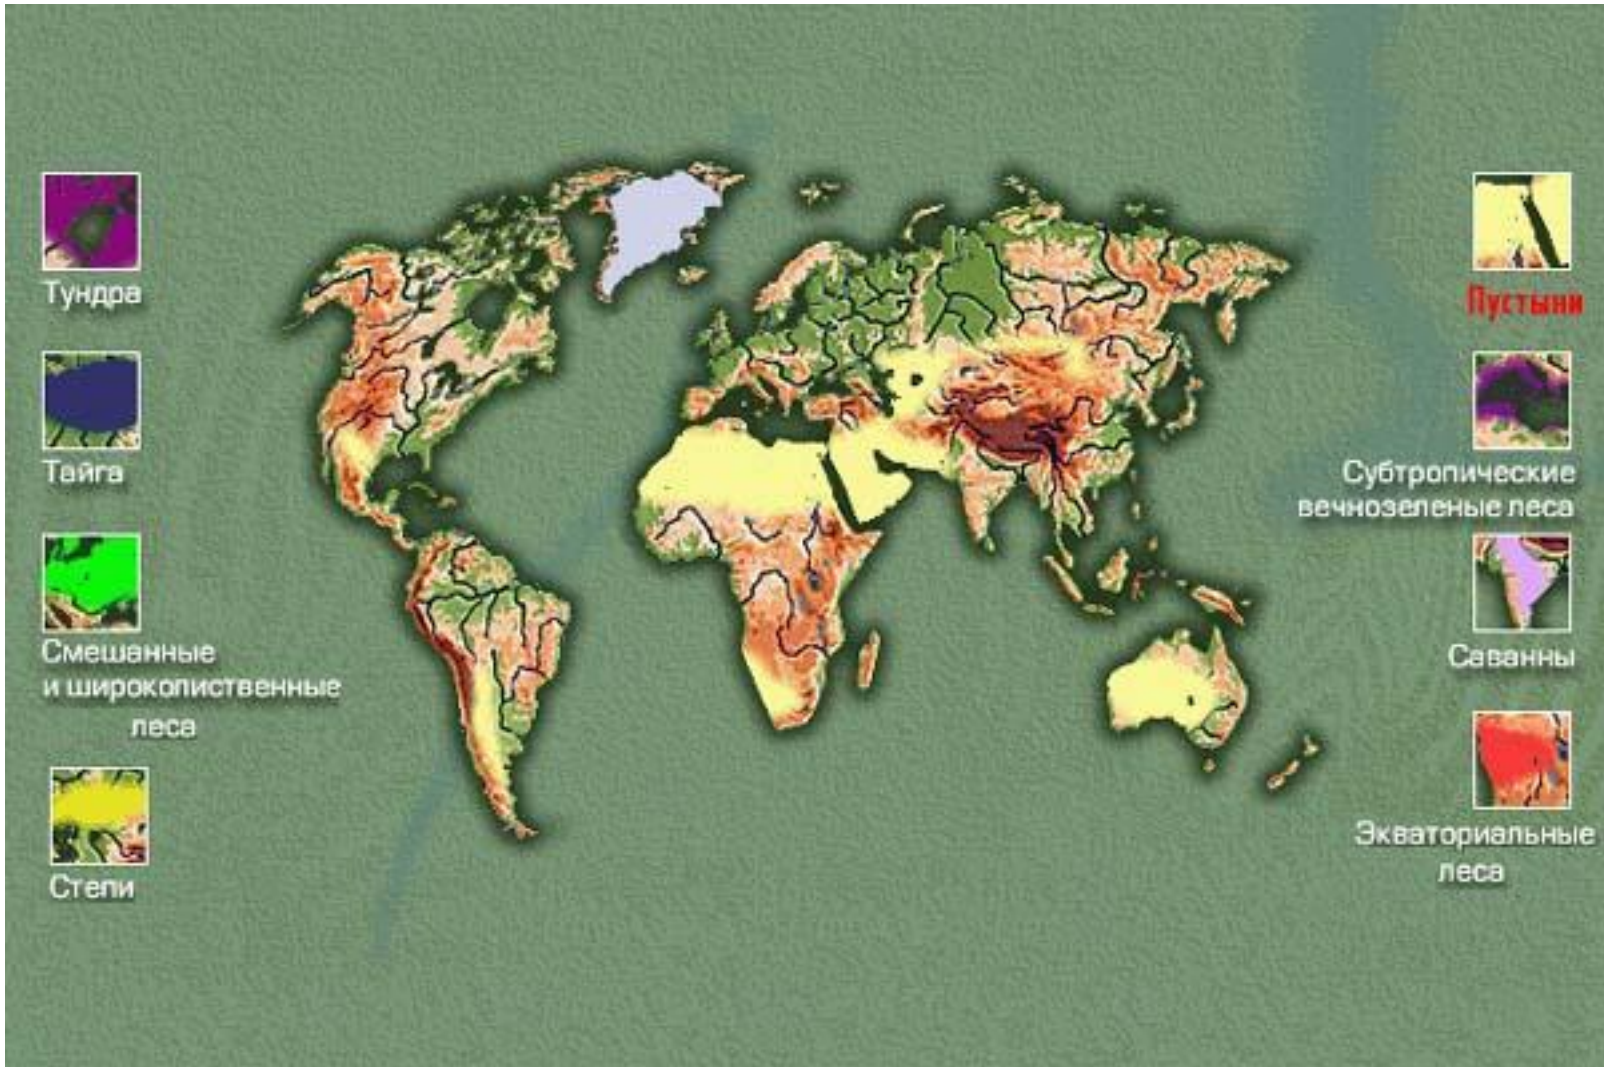 Тундра
Тайга
Смешанные
и широколиственные
леса
Степи
Пустыни
Субтропические
вечнозеленые леса
Саванны
Экваториальные
леса